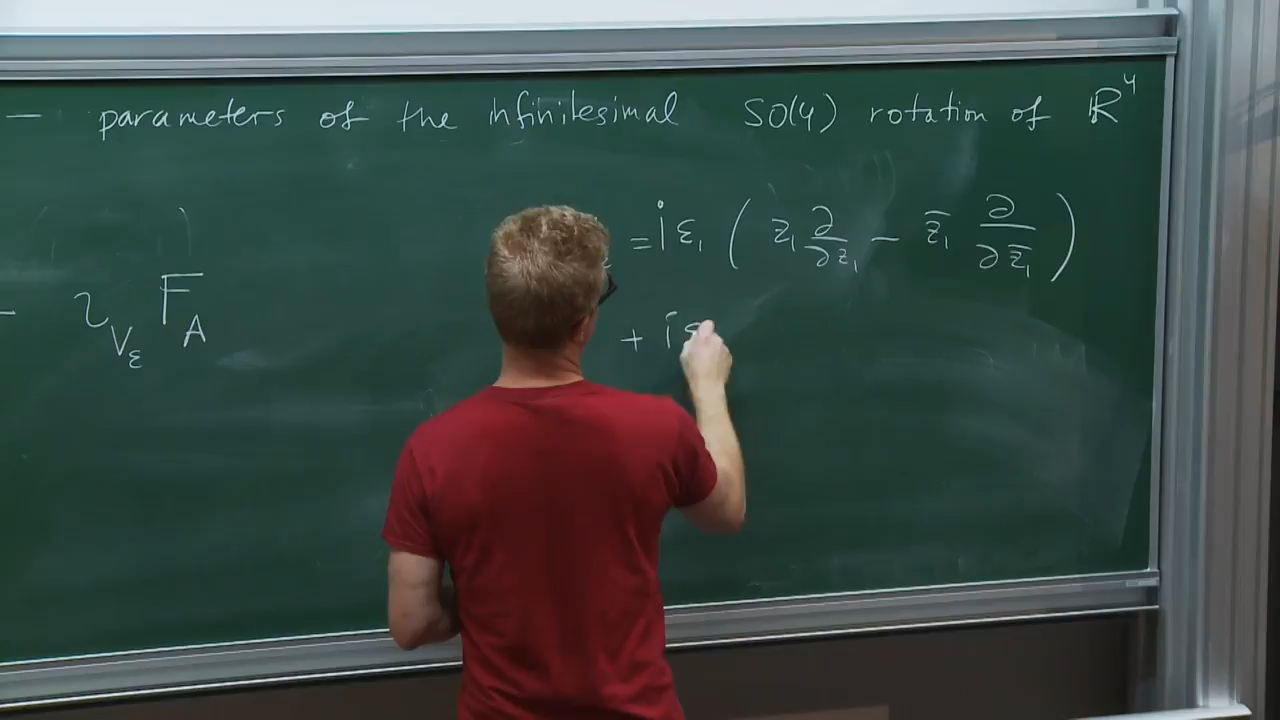 — parameters of the infinitesimal SO(4) rotation of ℝ⁴
= i ε₁ ( z₁ ∂/∂z₁ − z̄₁ ∂/∂z̄₁ )
− ι_{V_ε} F_A
+ i ε